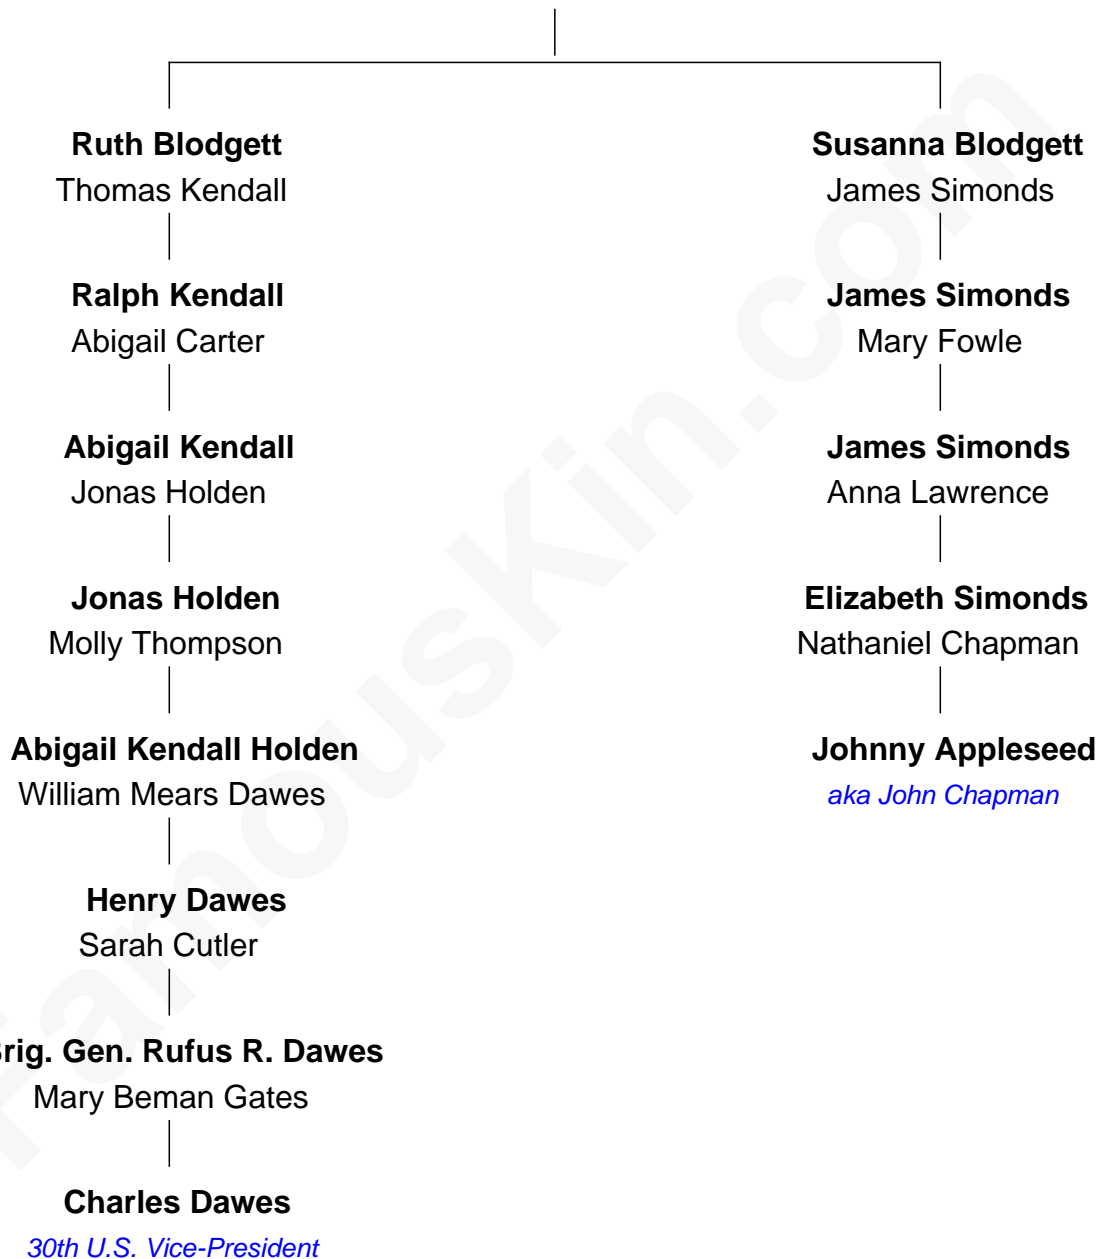 Ruth Blodgett
Thomas Kendall
Ralph Kendall
Abigail Carter
Abigail Kendall
Jonas Holden
Jonas Holden
Molly Thompson
Abigail Kendall Holden
William Mears Dawes
Henry Dawes
Sarah Cutler
Brig. Gen. Rufus R. Dawes
Mary Beman Gates
Charles Dawes
30th U.S. Vice-President
Susanna Blodgett
James Simonds
James Simonds
Mary Fowle
James Simonds
Anna Lawrence
Elizabeth Simonds
Nathaniel Chapman
Johnny Appleseed
aka John Chapman
FamousKin.com